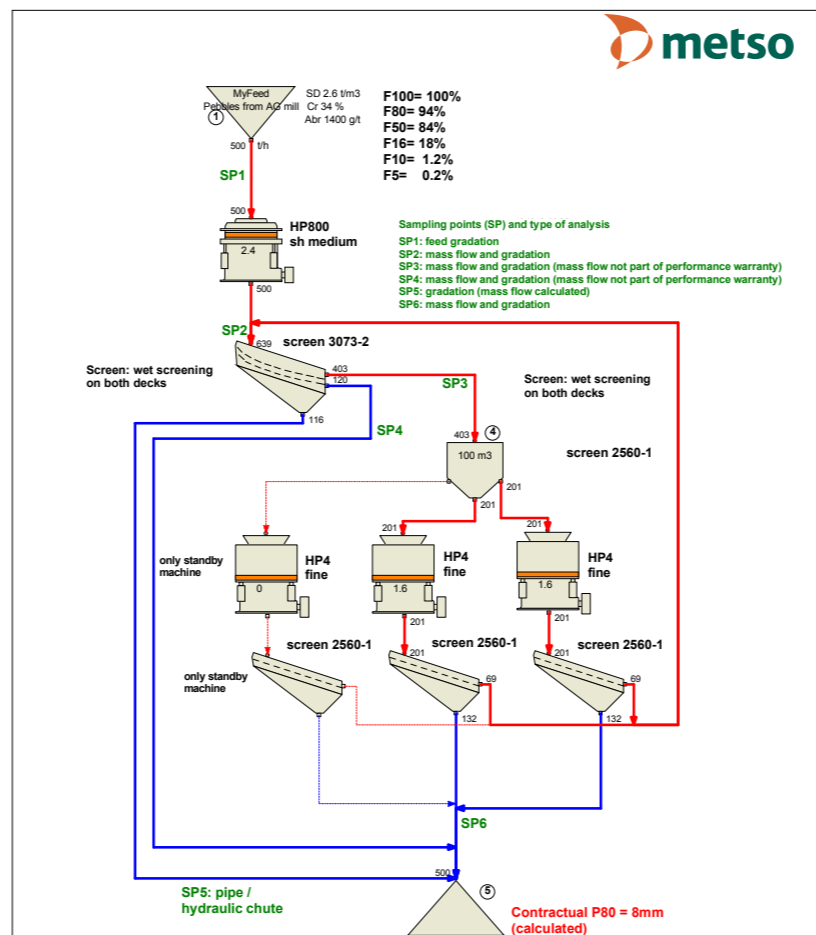 metso
MyFeed
Pebbles from AG mill
1
SD 2.6 t/m3
Cr 34 %
Abr 1400 g/t
F100= 100%
F80= 94%
F50= 84%
F16= 18%
F10= 1.2%
F5= 0.2%
500 t/h
SP1
500
HP800
sh medium
2.4
500
Sampling points (SP) and type of analysis
SP1: feed gradation
SP2: mass flow and gradation
SP3: mass flow and gradation (mass flow not part of performance warranty)
SP4: mass flow and gradation (mass flow not part of performance warranty)
SP5: gradation (mass flow calculated)
SP6: mass flow and gradation
SP2
639
screen 3073-2
Screen: wet screening
on both decks
403
120
116
SP3
SP4
Screen: wet screening
on both decks
403
4
100 m3
screen 2560-1
201
201
only standby
machine
HP4
fine
0
201
HP4
fine
1.6
201
201
HP4
fine
1.6
201
screen 2560-1
screen 2560-1
screen 2560-1
only standby
machine
201
69
132
201
69
132
SP6
500
5
SP5: pipe /
hydraulic chute
Contractual P80 = 8mm
(calculated)